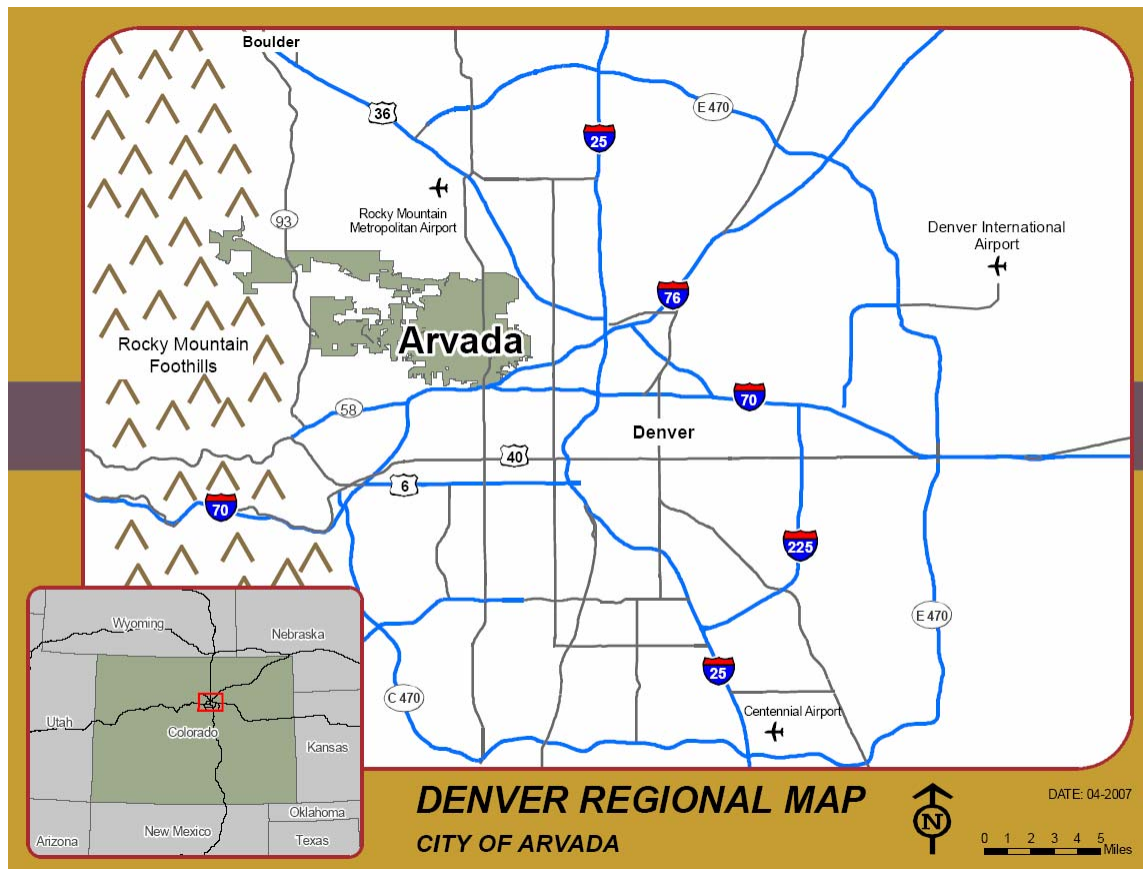 Boulder
36
E 470
25
Rocky Mountain
Metropolitan Airport
93
Denver International
Airport
76
Rocky Mountain
Foothills
Arvada
58
70
Denver
40
6
70
225
E 470
25
C 470
Centennial Airport
Wyoming
Nebraska
Utah
Colorado
Kansas
Oklahoma
New Mexico
Arizona
Texas
DENVER REGIONAL MAP
CITY OF ARVADA
N
DATE: 04-2007
0 1 2 3 4 5
Miles